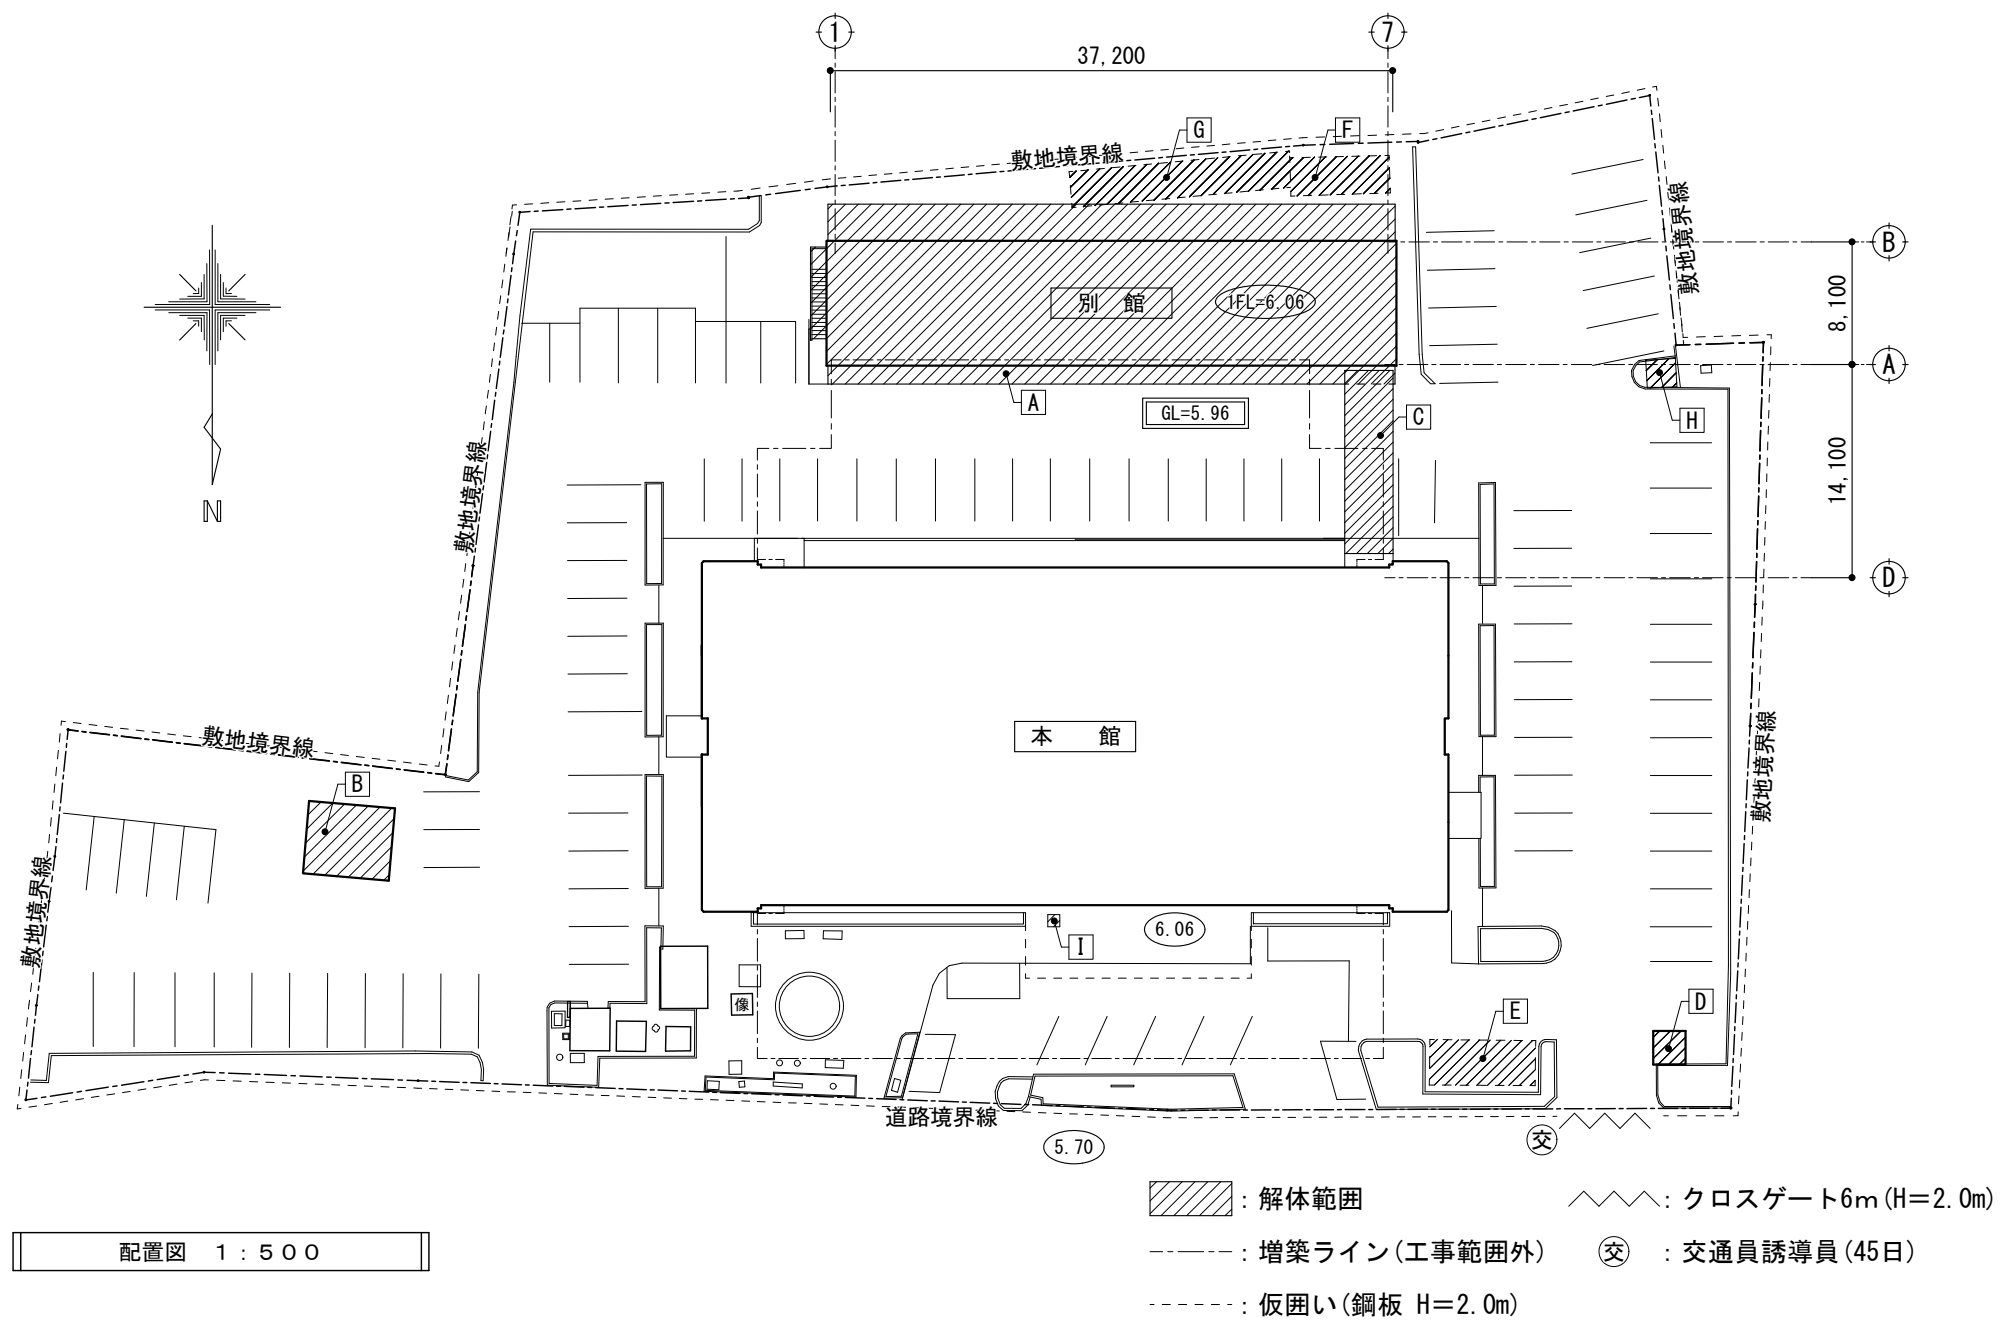 1
7
37,200
G
F
敷地境界線
敷地境界線
B
別 館
1FL=6.06
8,100
A
A
GL=5.96
C
H
14,100
敷地境界線
N
D
敷地境界線
本 館
敷地境界線
B
敷地境界線
I
6.06
像
E
D
道路境界線
5.70
交
:解体範囲
:クロスゲート6m(H=2.0m)
配置図 1:500
:増築ライン(工事範囲外)
交 :交通員誘導員(45日)
:仮囲い(鋼板 H=2.0m)